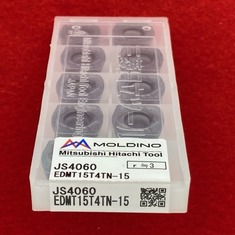 MOLDINO
Mitsubishi Hitachi Tool
JS4060
EDMT15T4TN-15
JS4060
EDMT15T4TN-15